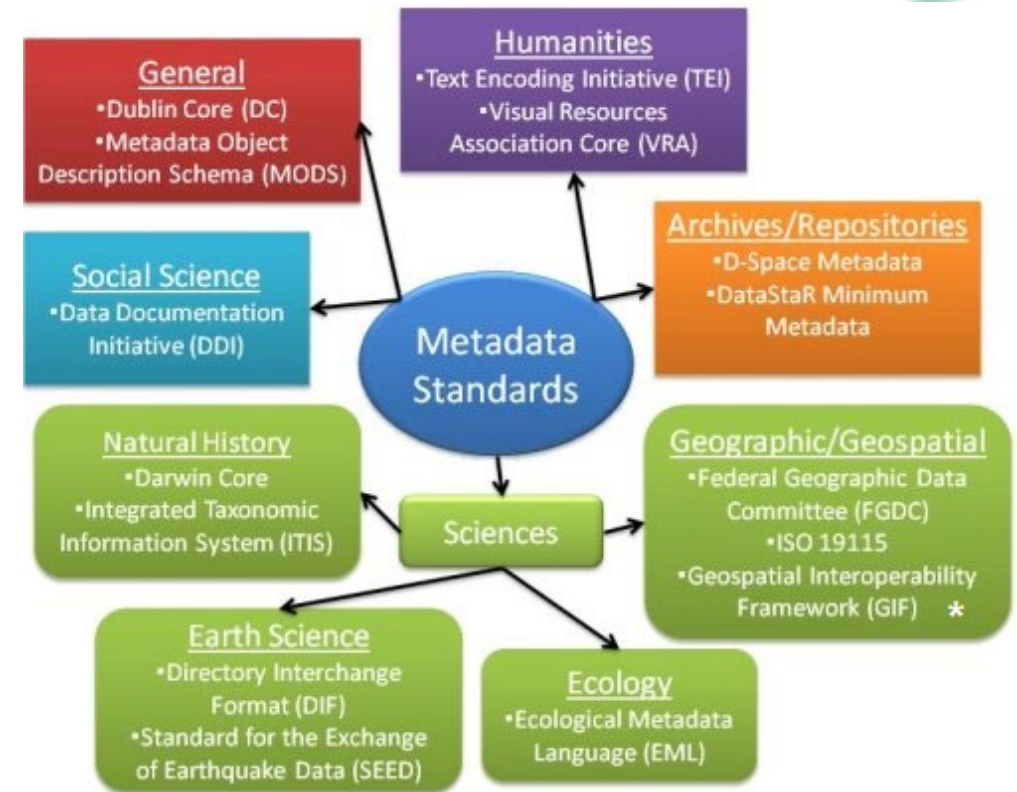 General
•Dublin Core (DC)
•Metadata Object
Description Schema (MODS)
Humanities
•Text Encoding Initiative (TEI)
•Visual Resources
Association Core (VRA)
Social Science
•Data Documentation
Initiative (DDI)
Metadata
Standards
Archives/Repositories
•D-Space Metadata
•DataStaR Minimum
Metadata
Natural History
•Darwin Core
•Integrated Taxonomic
Information System (ITIS)
Sciences
Geographic/Geospatial
•Federal Geographic Data
Committee (FGDC)
•ISO 19115
•Geospatial Interoperability
Framework (GIF) *
Earth Science
•Directory Interchange
Format (DIF)
•Standard for the Exchange
of Earthquake Data (SEED)
Ecology
•Ecological Metadata
Language (EML)